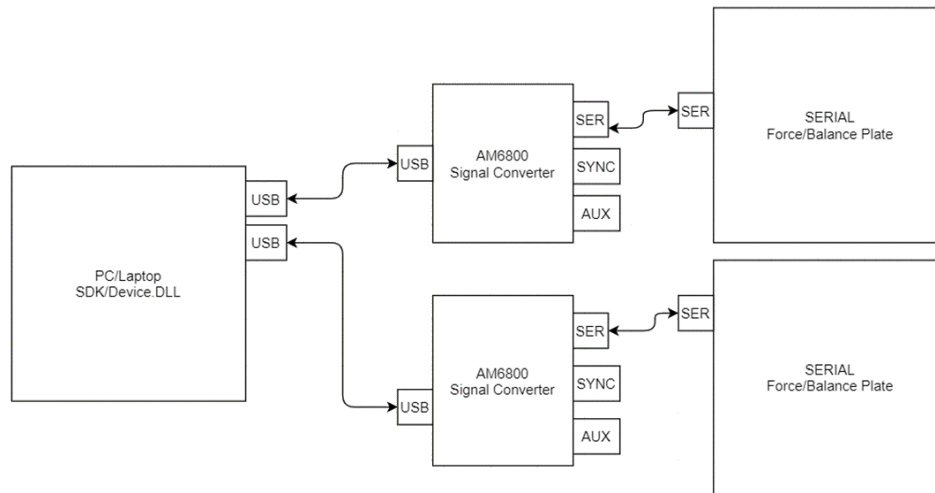 USB
USB
PC/Laptop
SDK/Device.DLL
USB
AM6800
Signal Converter
SER
SYNC
AUX
SER
SERIAL
Force/Balance Plate
USB
AM6800
Signal Converter
SER
SYNC
AUX
SER
SERIAL
Force/Balance Plate